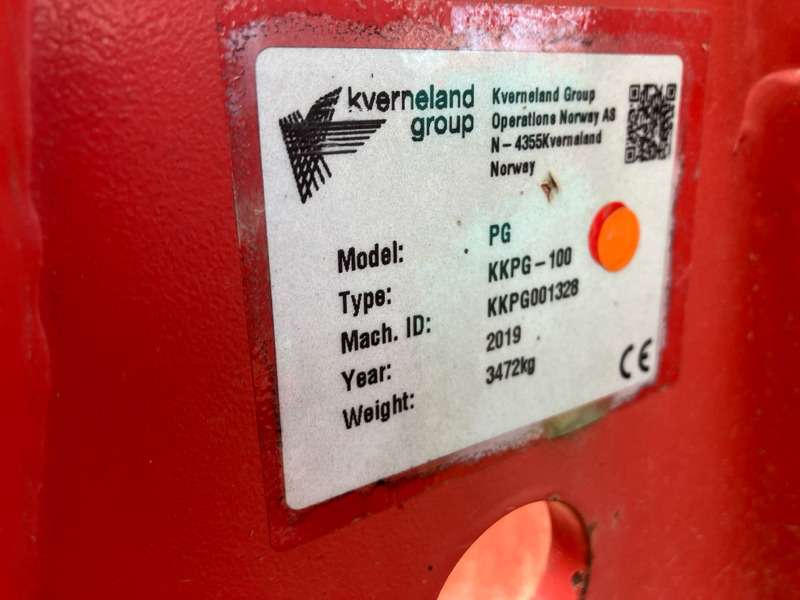 kverneland
group
Kverneland Group
Operations Norway AS
N - 4355Kvernaland
Norway
Model: PG
Type: KKPG-100
Mach. ID: KKPG001328
Year: 2019
Weight: 3472kg
CE